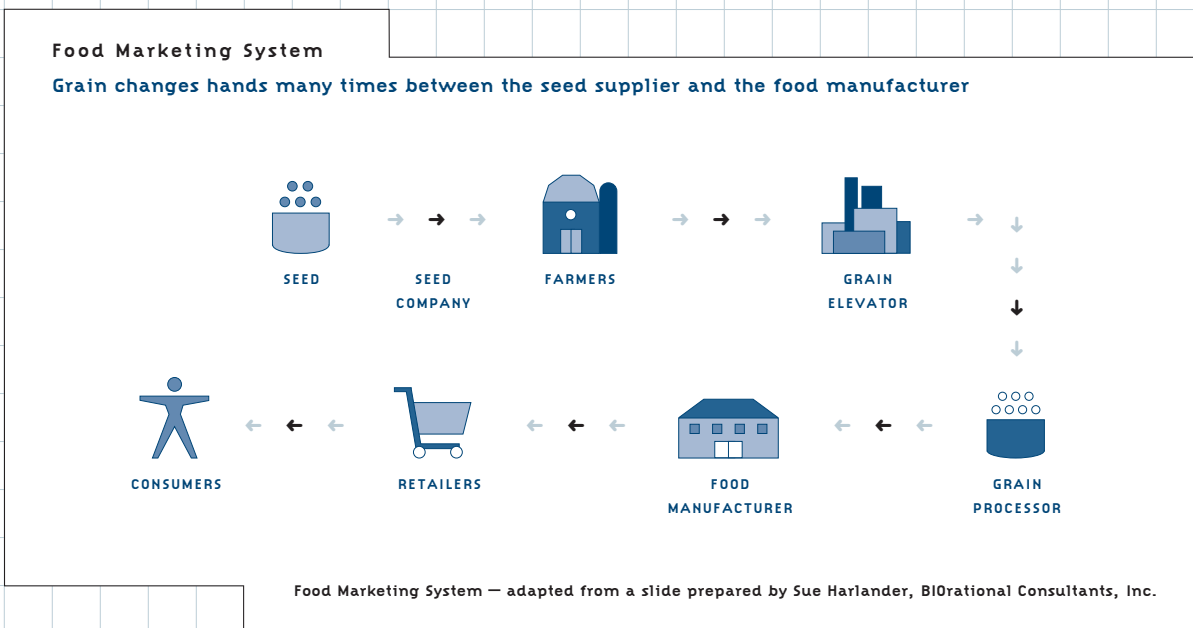 Food Marketing System
Grain changes hands many times between the seed supplier and the food manufacturer
SEED
SEED
COMPANY
FARMERS
GRAIN
ELEVATOR
CONSUMERS
RETAILERS
FOOD
MANUFACTURER
GRAIN
PROCESSOR
Food Marketing System — adapted from a slide prepared by Sue Harlander, BIOrational Consultants, Inc.